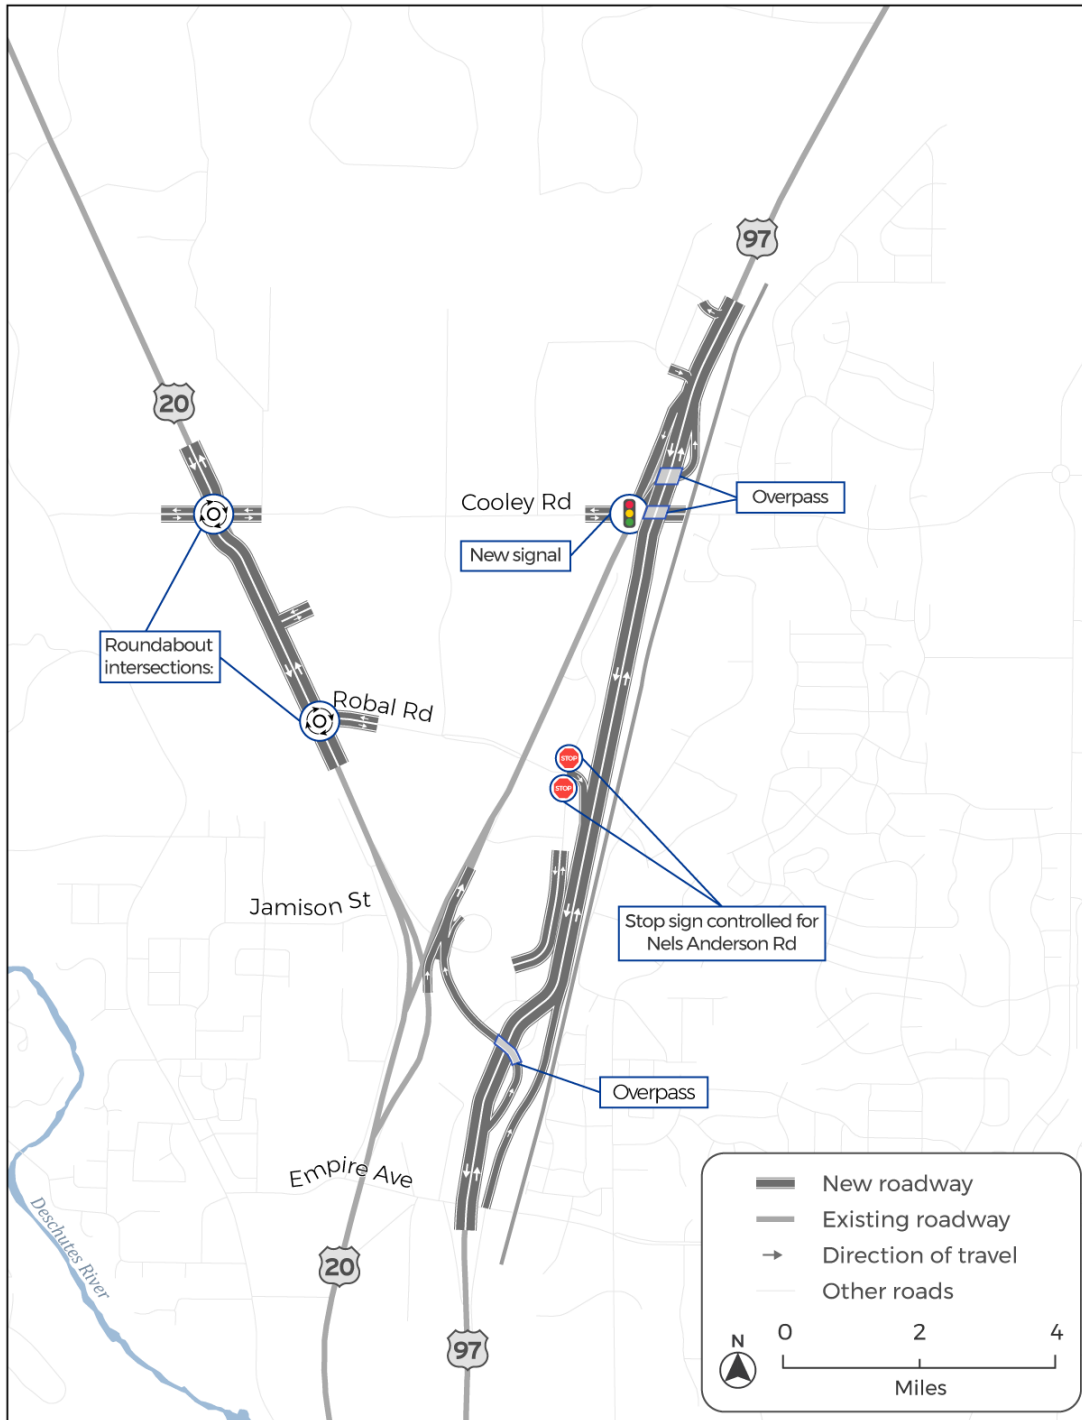 97
20
Cooley Rd
Overpass
New signal
Roundabout
intersections:
Robal Rd
STOP
STOP
Jamison St
Stop sign controlled for
Nels Anderson Rd
Overpass
Empire Ave
Deschutes River
20
97
New roadway
Existing roadway
Direction of travel
Other roads
N
0 2 4
Miles